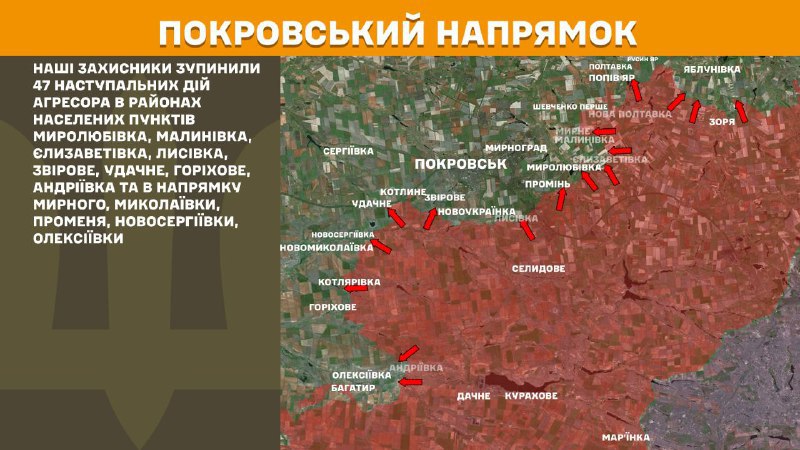 ПОКРОВСЬКИЙ НАПРЯМОК
НАШІ ЗАХИСНИКИ ЗУПИНИЛИ
47 НАСТУПАЛЬНИХ ДІЙ
АГРЕСОРА В РАЙОНАХ
НАСЕЛЕНИХ ПУНКТІВ
МИРОЛЮБІВКА, МАЛИНІВКА,
ЄЛИЗАВЕТІВКА, ЛИСІВКА,
ЗВІРОВЕ, УДАЧНЕ, ГОРІХОВЕ,
АНДРІЇВКА ТА В НАПРЯМКУ
МИРНОГО, МИКОЛАЇВКИ,
ПРОМЕНЯ, НОВОСЕРГІЇВКИ,
ОЛЕКСІЇВКИ
РУСИН ЯР
ПОЛТАВКА
ПОПІВ ЯР
ЯБЛУНІВКА
ШЕВЧЕНКО ПЕРШЕ
НОВА ПОЛТАВКА
ЗОРЯ
МИРНЕ
МАЛИНІВКА
МИРНОГРАД
СЕРГІЇВКА
ПОКРОВСЬК
ЄЛИЗАВЕТІВКА
МИРОЛЮБІВКА
ПРОМІНЬ
КОТЛИНЕ
ЗВІРОВЕ
УДАЧНЕ
НОВОУКРАЇНКА
ЛИСІВКА
НОВОСЕРГІЇВКА
НОВОМИКОЛАЇВКА
СЕЛИДОВЕ
КОТЛЯРІВКА
ГОРІХОВЕ
АНДРІЇВКА
ОЛЕКСІЇВКА
БАГАТИР
ДАЧНЕ
КУРАХОВЕ
МАР'ЇНКА